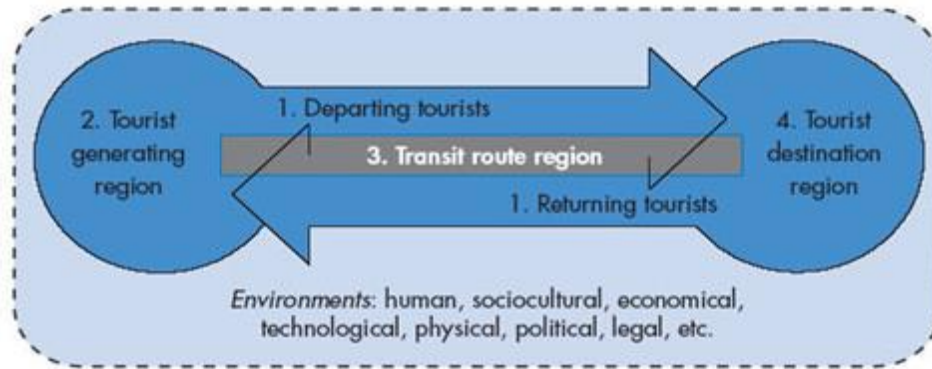 1. Departing tourists
2. Tourist
generating
region
3. Transit route region
4. Tourist
destination
region
1. Returning tourists
Environments: human, sociocultural, economical,
technological, physical, political, legal, etc.